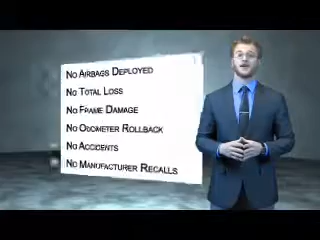 No Airbags Deployed
No Total Loss
No Frame Damage
No Odometer Rollback
No Accidents
No Manufacturer Recalls